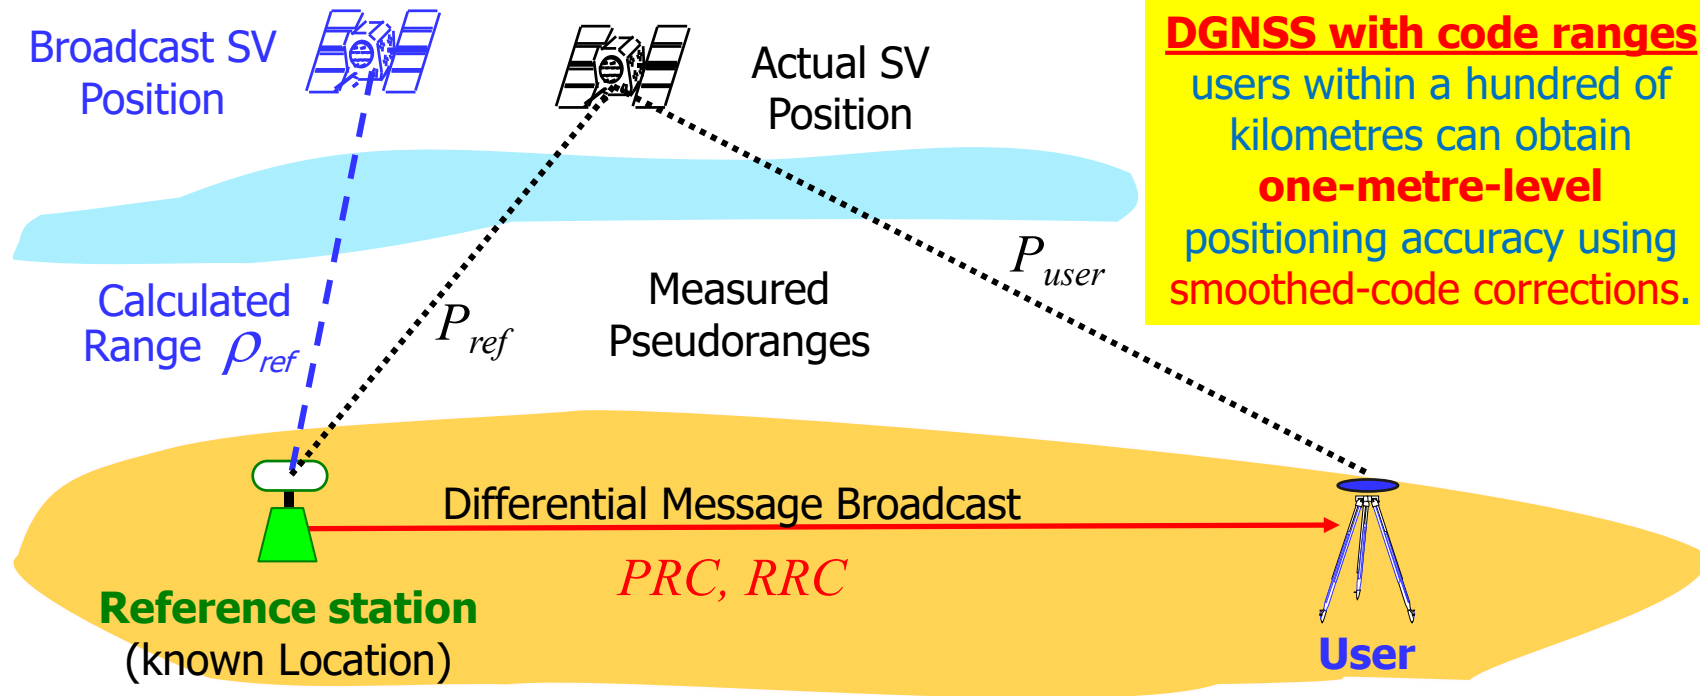 Broadcast SV
Position
Actual SV
Position
DGNSS with code ranges
users within a hundred of
kilometres can obtain
one-metre-level
positioning accuracy using
smoothed-code corrections.
Calculated
Range ρref
Pref
Measured
Pseudoranges
Puser
Differential Message Broadcast
PRC, RRC
Reference station
(known Location)
User